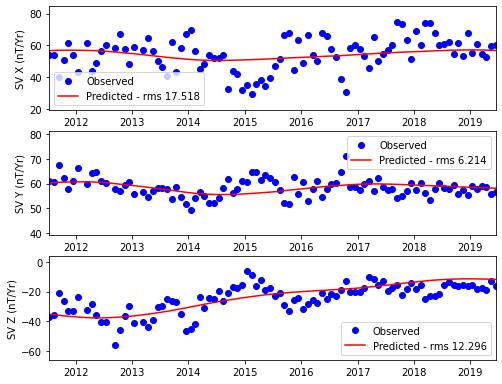 80
60
40
20
SV X (nT/Yr)
Observed
Predicted - rms 17.518
2012 2013 2014 2015 2016 2017 2018 2019
80
70
60
50
40
SV Y (nT/Yr)
Observed
Predicted - rms 6.214
2012 2013 2014 2015 2016 2017 2018 2019
0
−20
−40
−60
SV Z (nT/Yr)
Observed
Predicted - rms 12.296
2012 2013 2014 2015 2016 2017 2018 2019